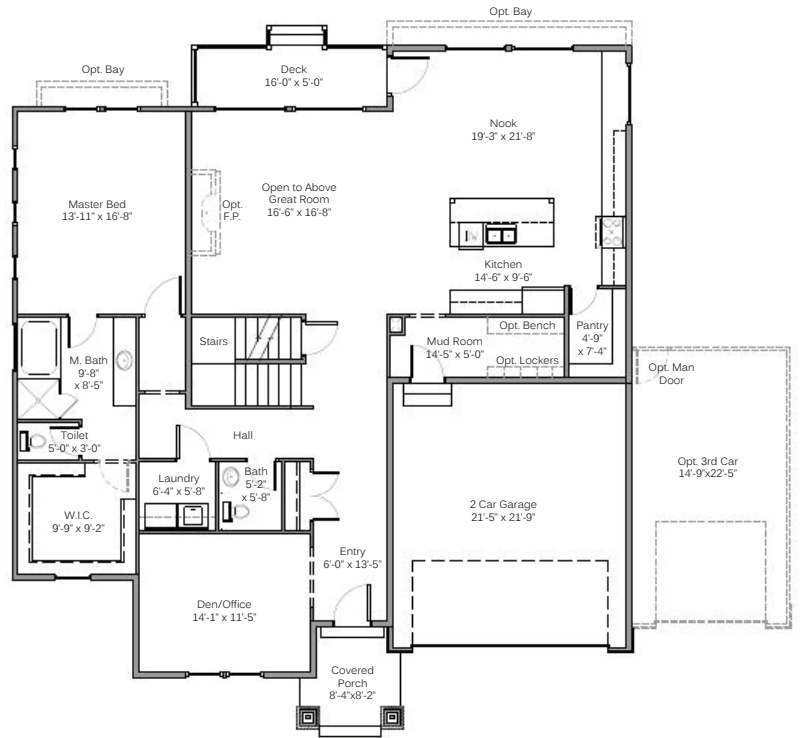 Opt. Bay
Opt. Bay
Deck
16'-0" x 5'-0"
Nook
19'-3" x 21'-8"
Master Bed
13'-11" x 16'-8"
Opt.
F.P.
Open to Above
Great Room
16'-6" x 16'-8"
Kitchen
14'-6" x 9'-6"
Stairs
Mud Room
14'-5" x 5'-0"
Opt. Bench
Opt. Lockers
Pantry
4'-9"
x 7'-4"
M. Bath
9'-8"
x 8'-5"
Opt. Man
Door
Toilet
5'-0" x 3'-0"
Hall
Laundry
6'-4" x 5'-8"
Bath
5'-2"
x 5'-8"
Opt. 3rd Car
14'-9"x22'-5"
W.I.C.
9'-9" x 9'-2"
2 Car Garage
21'-5" x 21'-9"
Entry
6'-0" x 13'-5"
Den/Office
14'-1" x 11'-5"
Covered
Porch
8'-4"x8'-2"